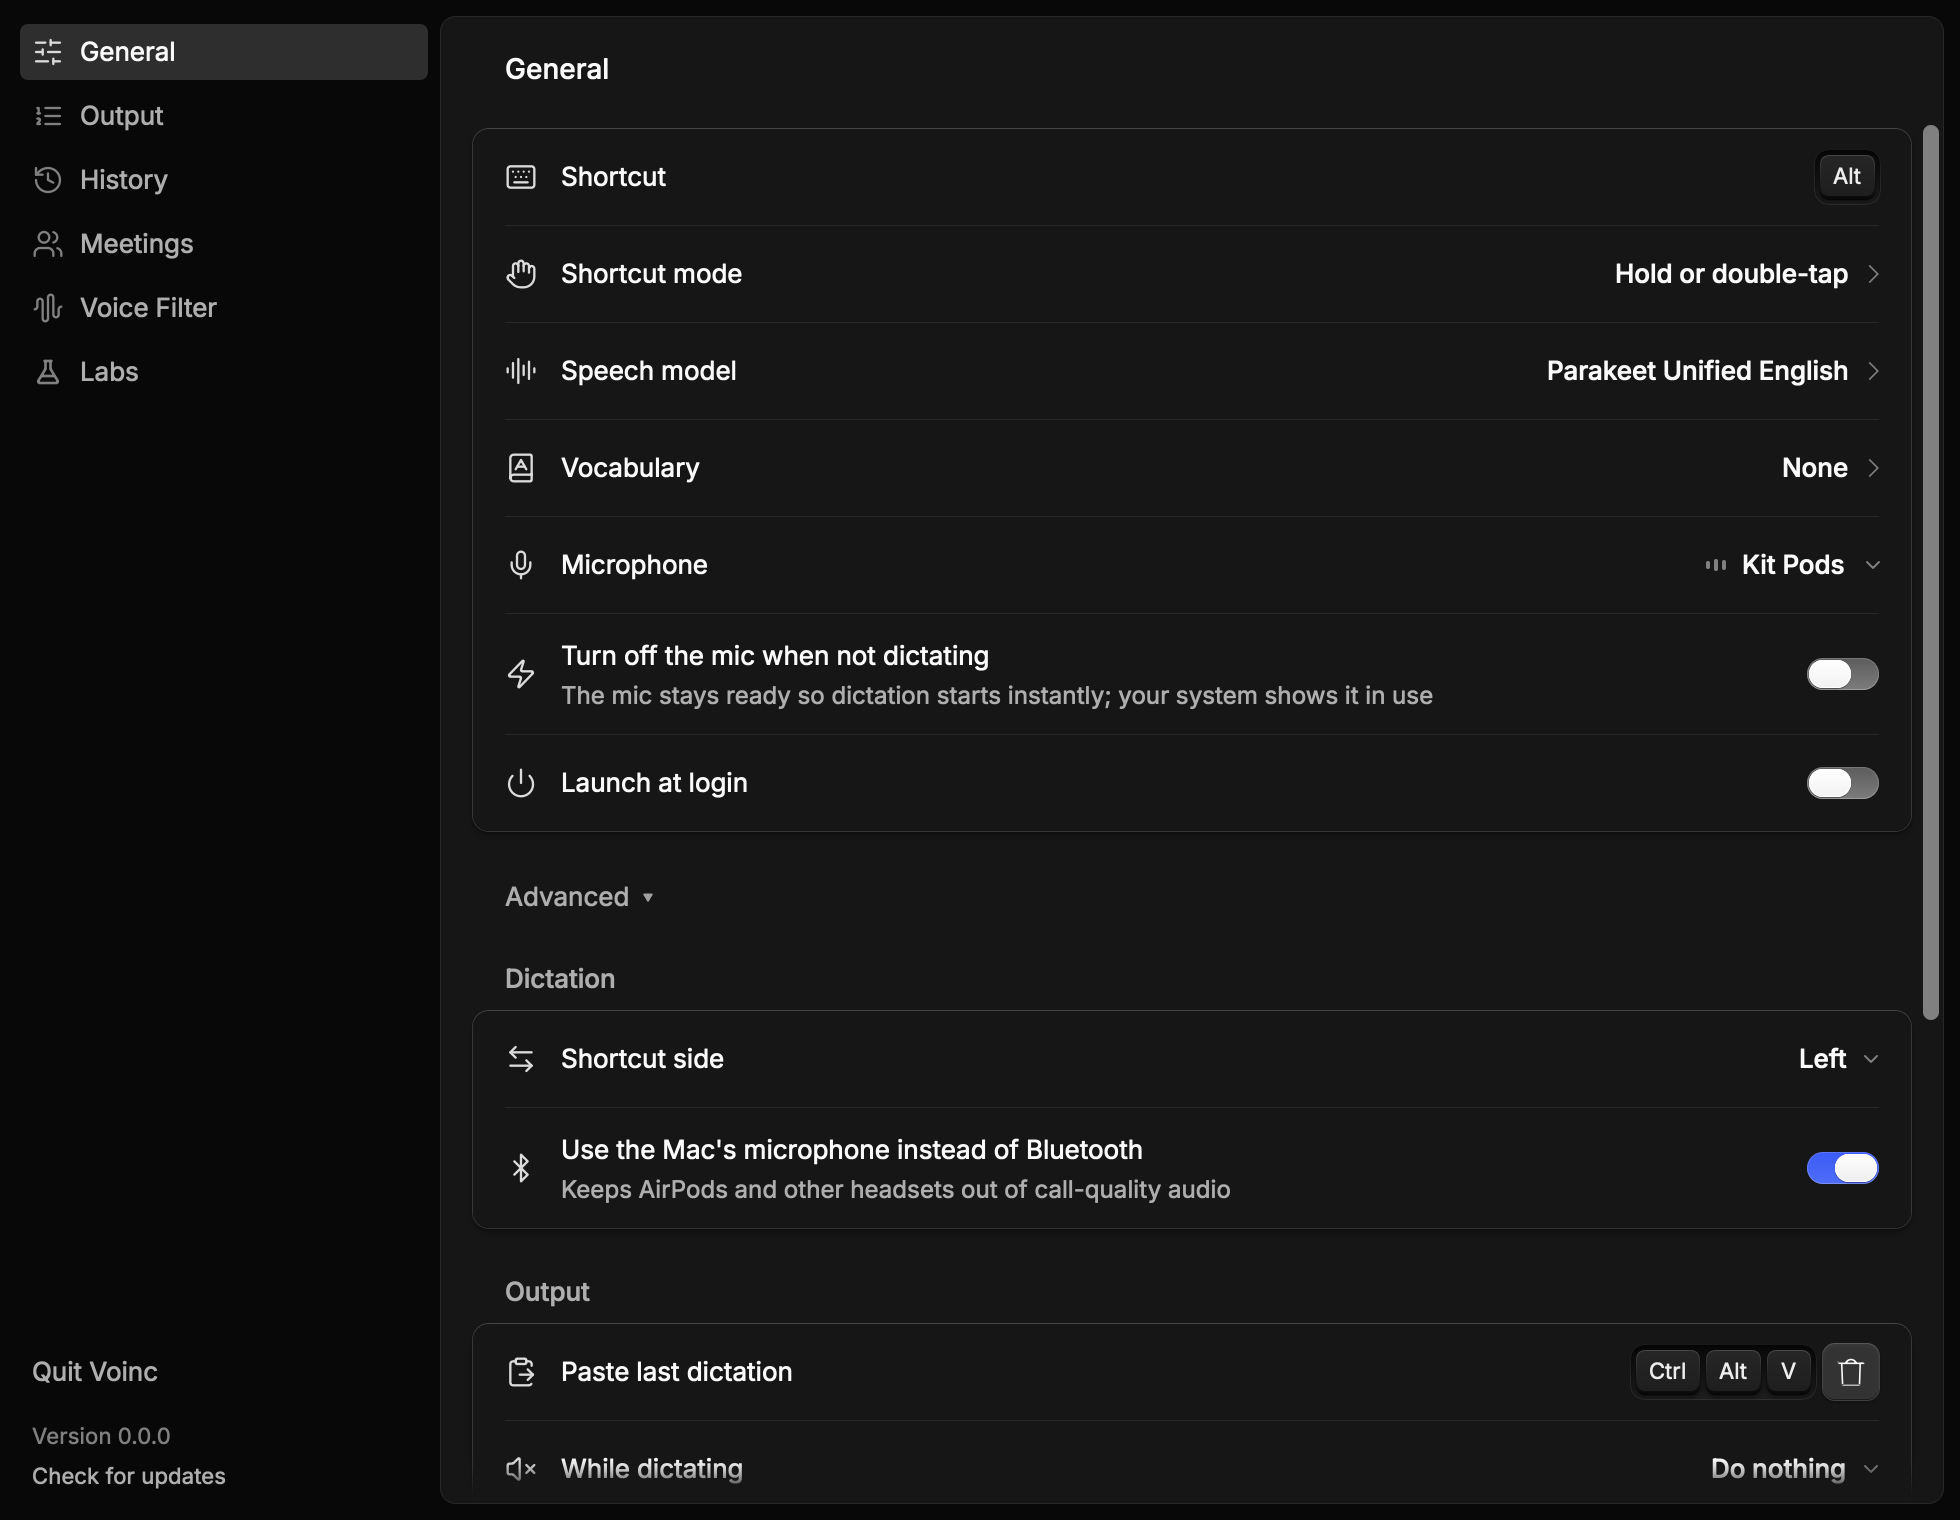 General
Output
History
Meetings
Voice Filter
Labs
Quit Voinc
Version 0.0.0
Check for updates
General
Shortcut
Alt
Shortcut mode
Hold or double-tap
Speech model
Parakeet Unified English
Vocabulary
None
Microphone
Kit Pods
Turn off the mic when not dictating
The mic stays ready so dictation starts instantly; your system shows it in use
Launch at login
Advanced
Dictation
Shortcut side
Left
Use the Mac's microphone instead of Bluetooth
Keeps AirPods and other headsets out of call-quality audio
Output
Paste last dictation
Ctrl Alt V
While dictating
Do nothing